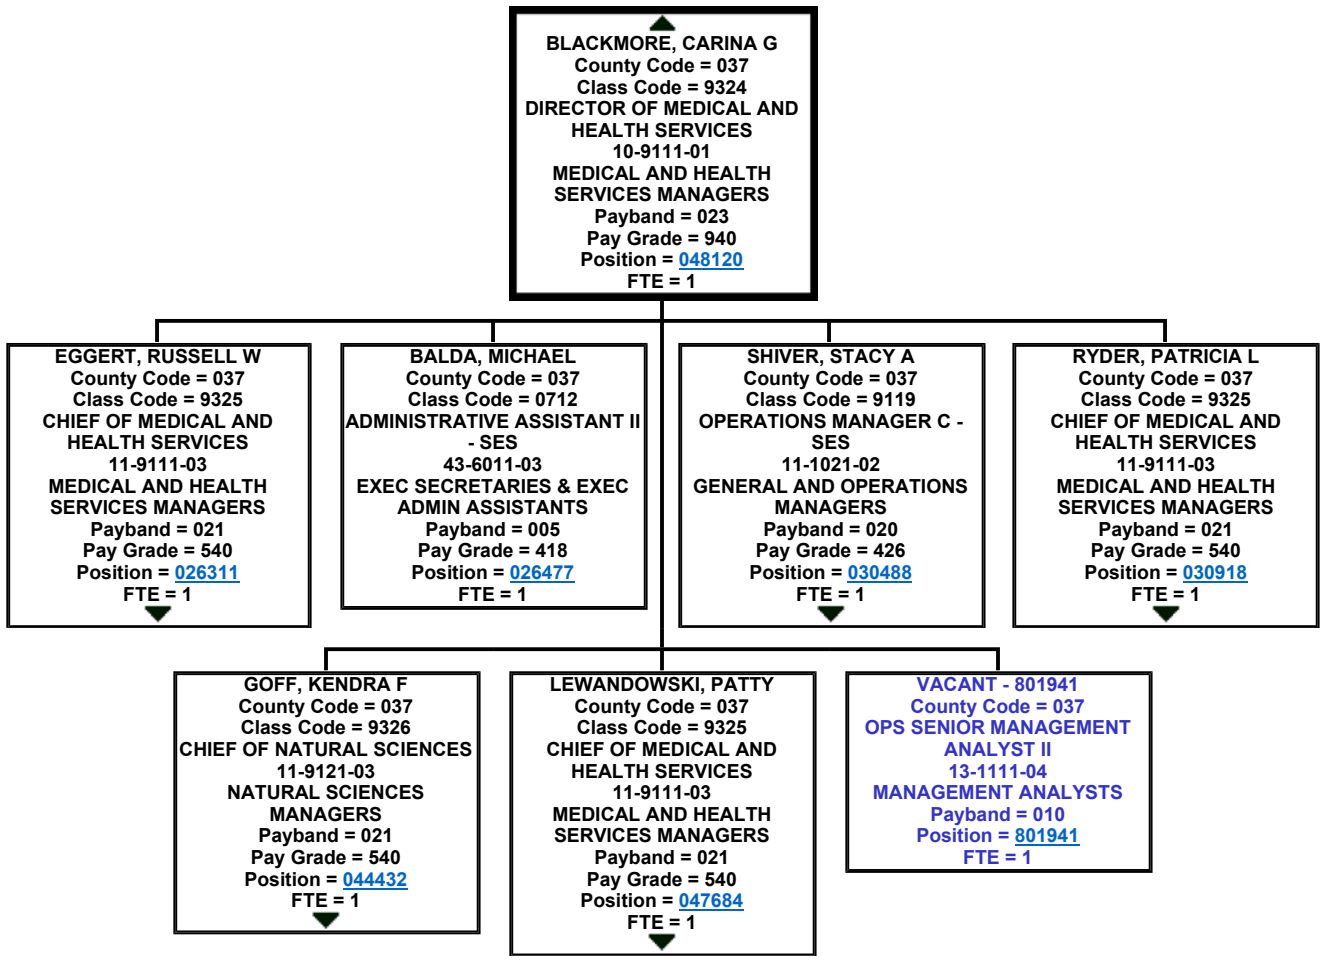 BLACKMORE, CARINA G
County Code = 037
Class Code = 9324
DIRECTOR OF MEDICAL AND
HEALTH SERVICES
10-9111-01
MEDICAL AND HEALTH
SERVICES MANAGERS
Payband = 023
Pay Grade = 940
Position = 048120
FTE = 1
EGGERT, RUSSELL W
County Code = 037
Class Code = 9325
CHIEF OF MEDICAL AND
HEALTH SERVICES
11-9111-03
MEDICAL AND HEALTH
SERVICES MANAGERS
Payband = 021
Pay Grade = 540
Position = 026311
FTE = 1
BALDA, MICHAEL
County Code = 037
Class Code = 0712
ADMINISTRATIVE ASSISTANT II
- SES
43-6011-03
EXEC SECRETARIES & EXEC
ADMIN ASSISTANTS
Payband = 005
Pay Grade = 418
Position = 026477
FTE = 1
SHIVER, STACY A
County Code = 037
Class Code = 9119
OPERATIONS MANAGER C -
SES
11-1021-02
GENERAL AND OPERATIONS
MANAGERS
Payband = 020
Pay Grade = 426
Position = 030488
FTE = 1
RYDER, PATRICIA L
County Code = 037
Class Code = 9325
CHIEF OF MEDICAL AND
HEALTH SERVICES
11-9111-03
MEDICAL AND HEALTH
SERVICES MANAGERS
Payband = 021
Pay Grade = 540
Position = 030918
FTE = 1
GOFF, KENDRA F
County Code = 037
Class Code = 9326
CHIEF OF NATURAL SCIENCES
11-9121-03
NATURAL SCIENCES
MANAGERS
Payband = 021
Pay Grade = 540
Position = 044432
FTE = 1
LEWANDOWSKI, PATTY
County Code = 037
Class Code = 9325
CHIEF OF MEDICAL AND
HEALTH SERVICES
11-9111-03
MEDICAL AND HEALTH
SERVICES MANAGERS
Payband = 021
Pay Grade = 540
Position = 047684
FTE = 1
VACANT - 801941
County Code = 037
OPS SENIOR MANAGEMENT
ANALYST II
13-1111-04
MANAGEMENT ANALYSTS
Payband = 010
Position = 801941
FTE = 1